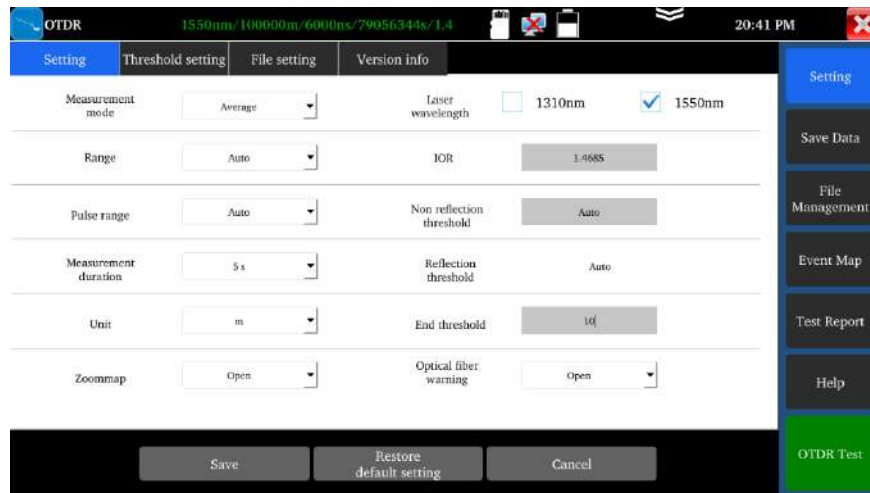 OTDR
1550nm/100000m/6000ns/79056344s/1.4
20:41 PM
Setting
Threshold setting
File setting
Version info
Measurement
mode
Average
Laser
wavelength
1310nm
1550nm
Range
Auto
IOR
1.4685
Pulse range
Auto
Non reflection
threshold
Auto
Measurement
duration
5 s
Reflection
threshold
Auto
Unit
m
End threshold
10
Zoommap
Open
Optical fiber
warning
Open
Save
Restore
default setting
Cancel
Setting
Save Data
File
Management
Event Map
Test Report
Help
OTDR Test